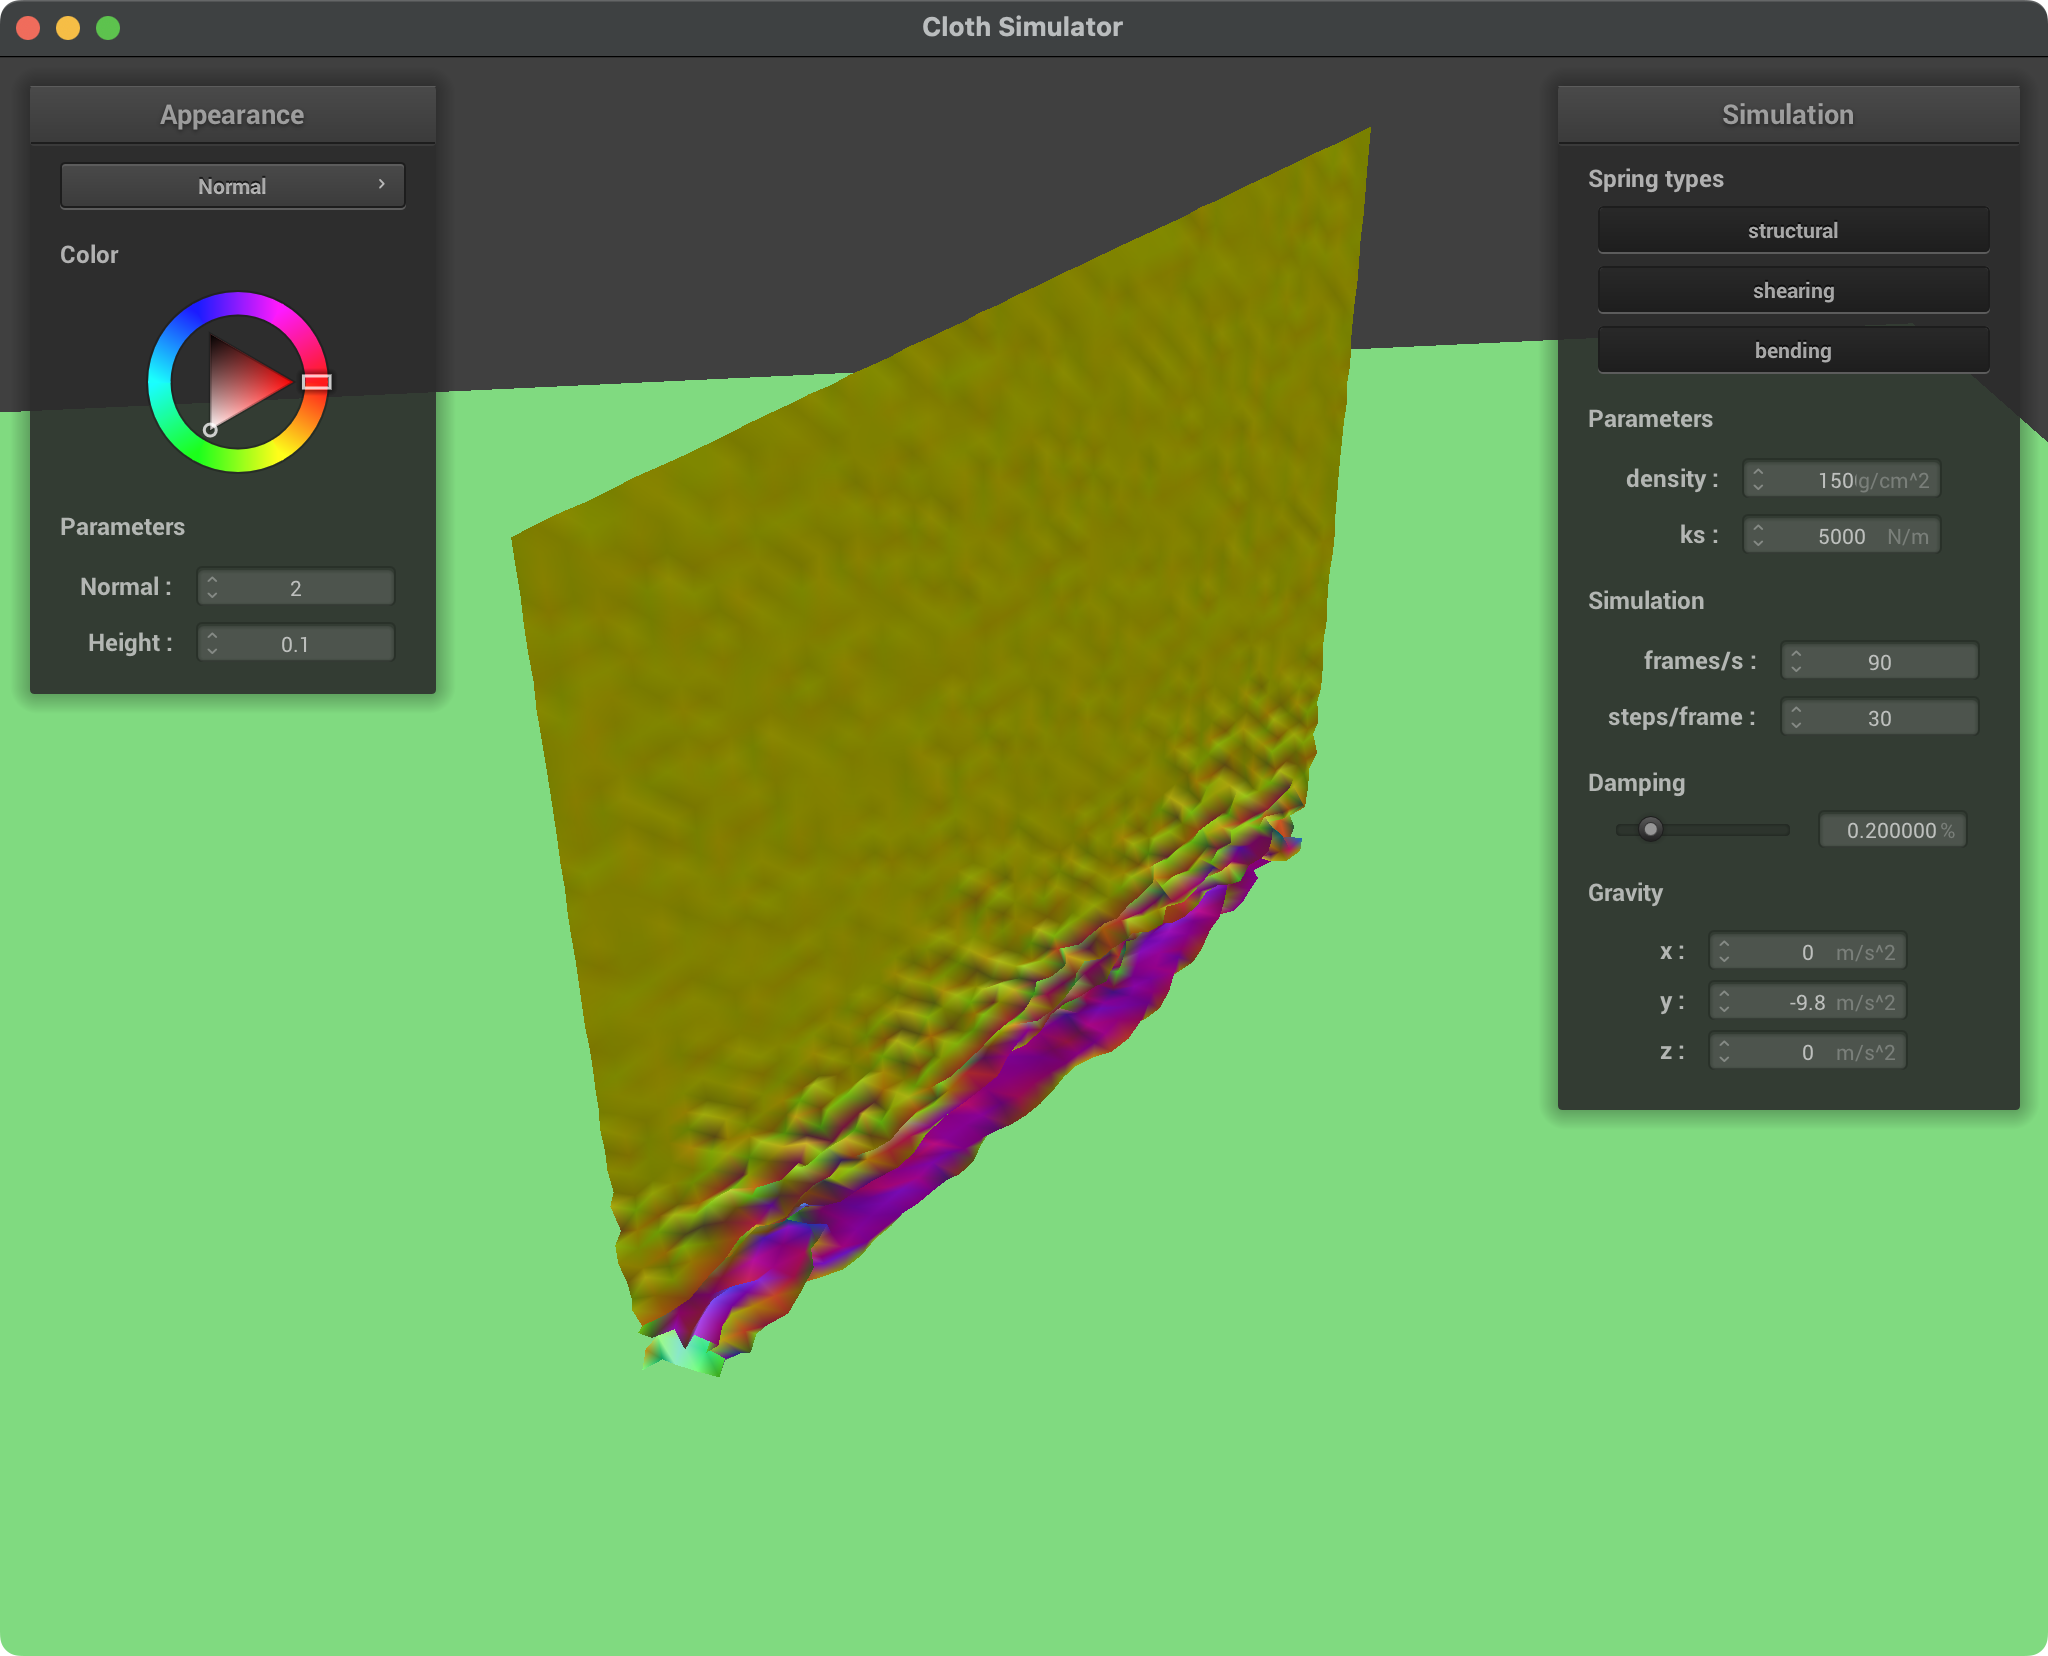 Cloth Simulator
Appearance
Normal
Color
Parameters
Normal : 2
Height : 0.1
Simulation
Spring types
structural
shearing
bending
Parameters
density : 150 g/cm^2
ks : 5000 N/m
Simulation
frames/s : 90
steps/frame : 30
Damping
0.200000 %
Gravity
x : 0 m/s^2
y : -9.8 m/s^2
z : 0 m/s^2